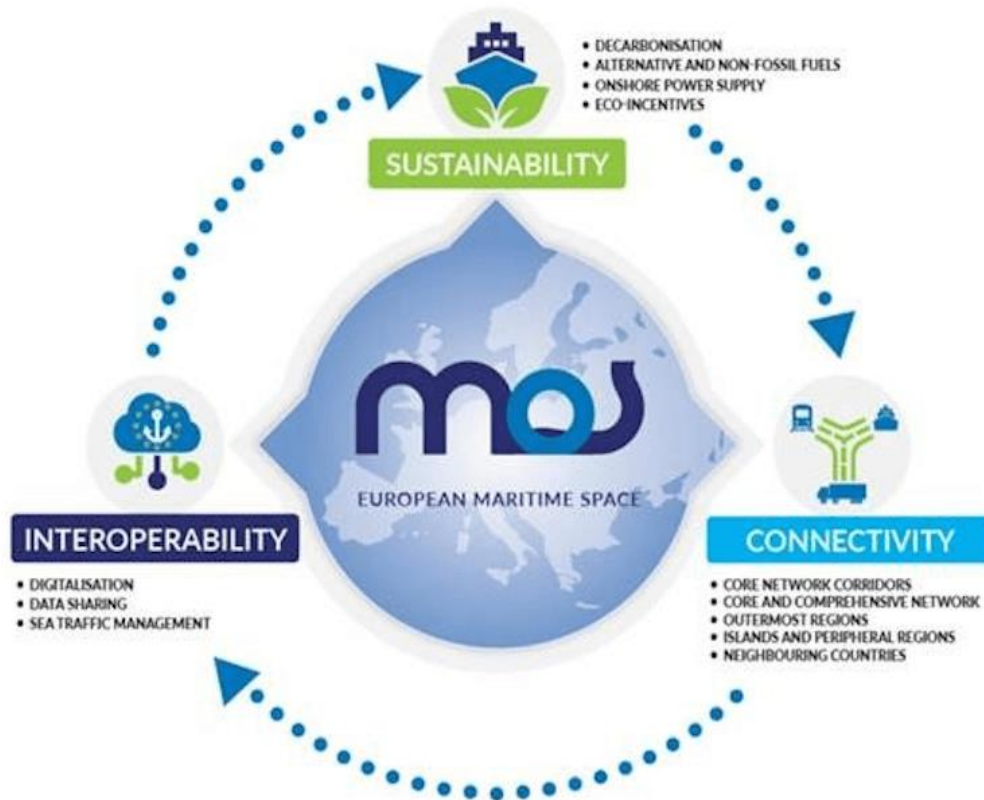 • DECARBONISATION
• ALTERNATIVE AND NON-FOSSIL FUELS
• ONSHORE POWER SUPPLY
• ECO-INCENTIVES
SUSTAINABILITY
mos
EUROPEAN MARITIME SPACE
INTEROPERABILITY
• DIGITALISATION
• DATA SHARING
• SEA TRAFFIC MANAGEMENT
CONNECTIVITY
• CORE NETWORK CORRIDORS
• CORE AND COMPREHENSIVE NETWORK
• OUTERMOST REGIONS
• ISLANDS AND PERIPHERAL REGIONS
• NEIGHBOURING COUNTRIES